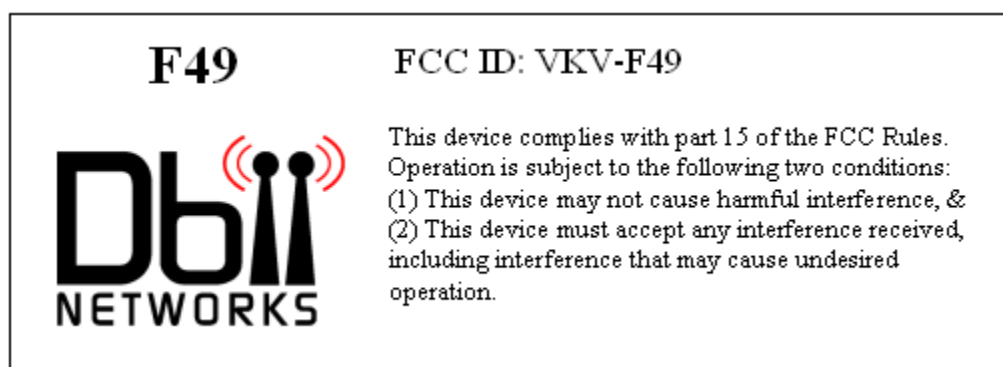 F49
FCC ID: VKV-F49
Dbii
NETWORKS
This device complies with part 15 of the FCC Rules.
Operation is subject to the following two conditions:
(1) This device may not cause harmful interference, &
(2) This device must accept any interference received,
including interference that may cause undesired
operation.